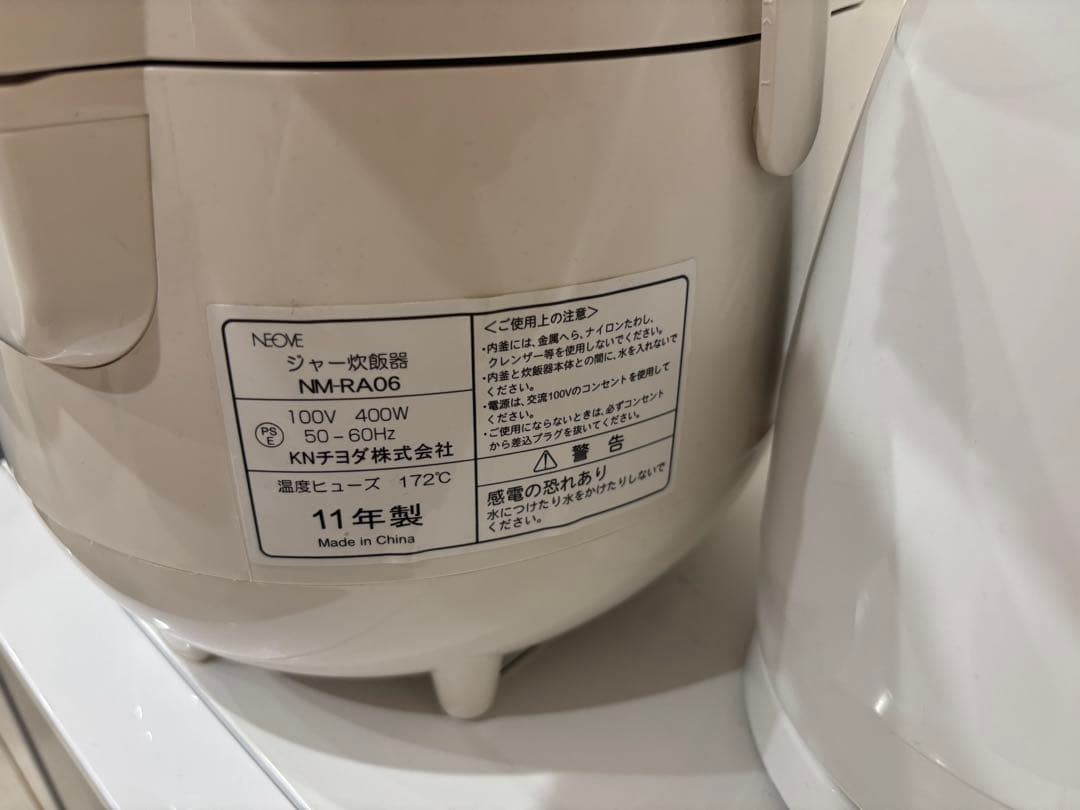 NEOVE
ジャー炊飯器
NM-RA06
PS
E
100V 400W
50-60Hz
KNチヨダ株式会社
温度ヒューズ 172℃
11年製
Made in China
＜ご使用上の注意＞
・内釜には、金属へら、ナイロンたわし、
クレンザー等を使用しないでください。
・内釜と炊飯器本体との間に、水を入れないで
ください。
・電源は、交流100Vのコンセントを使用して
ください。
・ご使用にならないときは、必ずコンセント
から差込プラグを抜いてください。
警告
感電の恐れあり
水につけたり水をかけたりしないで
ください。